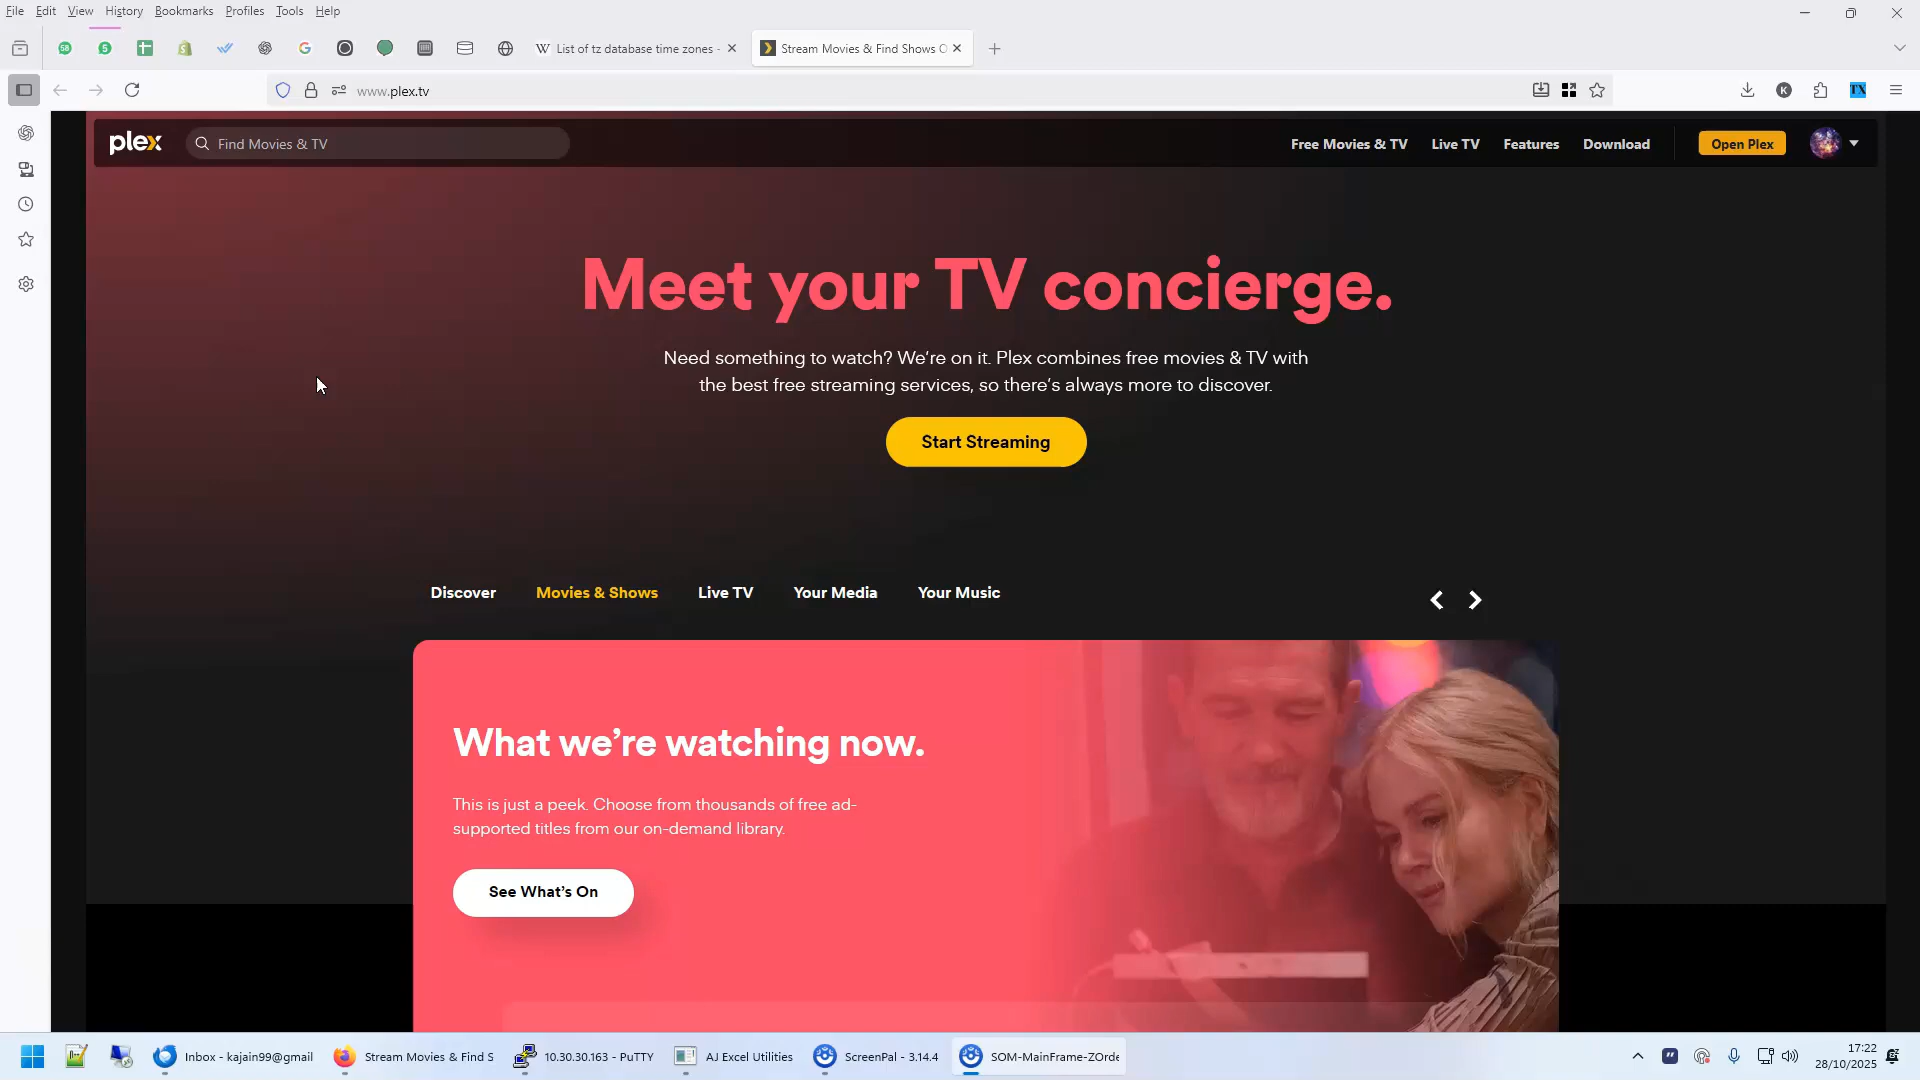 File Edit View History Bookmarks Profiles Tools Help
58 5 List of tz database time zones - Stream Movies & Find Shows O
www.plex.tv
plex Find Movies & TV Free Movies & TV Live TV Features Download Open Plex
Meet your TV concierge.
Need something to watch? We're on it. Plex combines free movies & TV with
the best free streaming services, so there's always more to discover.
Start Streaming
Discover Movies & Shows Live TV Your Media Your Music
What we're watching now.
This is just a peek. Choose from thousands of free ad-
supported titles from our on-demand library.
See What's On
Inbox - kajain99@gmail Stream Movies & Find S 10.30.30.163 - PuTTY AJ Excel Utilities ScreenPal - 3.14.4 SOM-MainFrame-ZOrde
17:22
28/10/2025